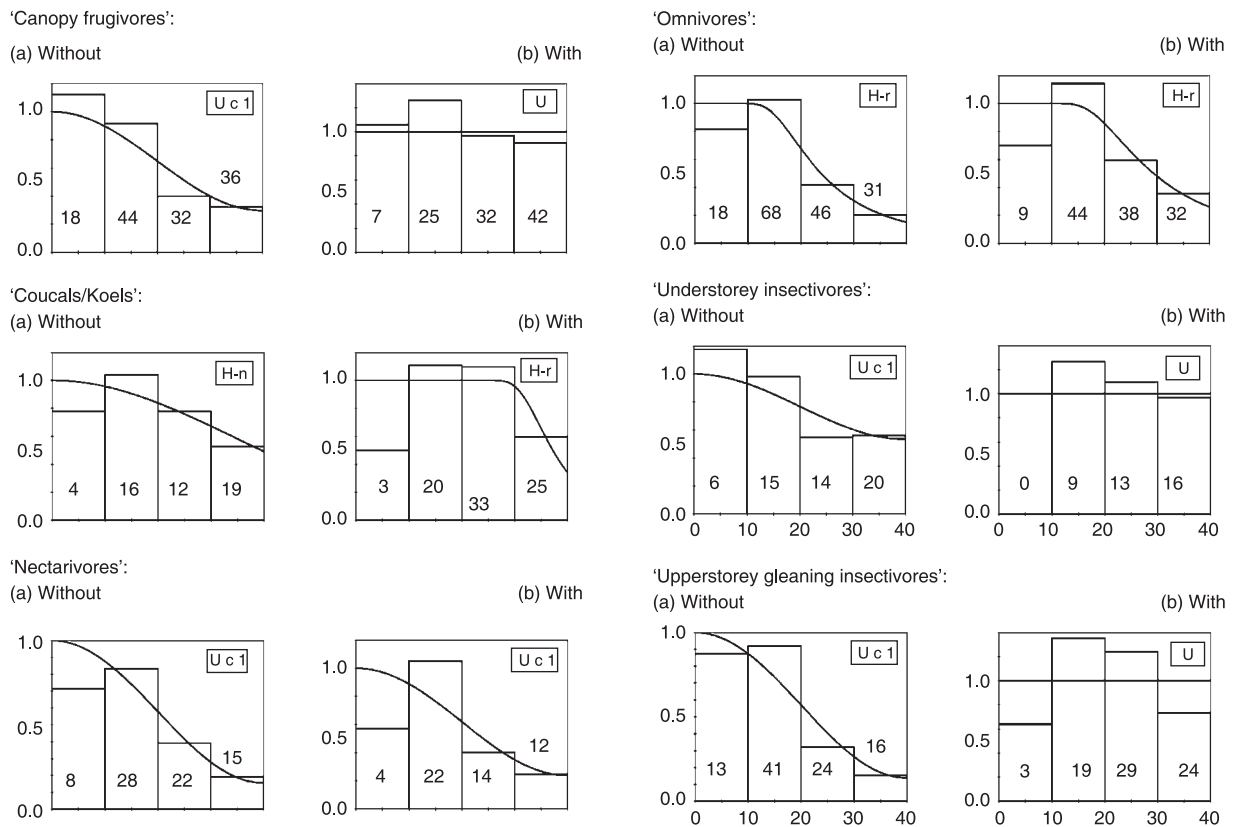 ‘Canopy frugivores’:
(a) Without (b) With
U c 1
1.0
0.5
0.0
18 44 32 36
U
1.0
0.5
0.0
7 25 32 42
‘Coucals/Koels’:
(a) Without (b) With
H-n
1.0
0.5
0.0
4 16 12 19
H-r
1.0
0.5
0.0
3 20 33 25
‘Nectarivores’:
(a) Without (b) With
U c 1
1.0
0.5
0.0
8 28 22 15
U c 1
1.0
0.5
0.0
4 22 14 12
‘Omnivores’:
(a) Without (b) With
H-r
1.0
0.5
0.0
18 68 46 31
H-r
1.0
0.5
0.0
9 44 38 32
‘Understorey insectivores’:
(a) Without (b) With
U c 1
1.0
0.5
0.0
6 15 14 20
0 10 20 30 40
U
1.0
0.5
0.0
0 9 13 16
0 10 20 30 40
‘Upperstorey gleaning insectivores’:
(a) Without (b) With
U c 1
1.0
0.5
0.0
13 41 24 16
0 10 20 30 40
U
1.0
0.5
0.0
3 19 29 24
0 10 20 30 40